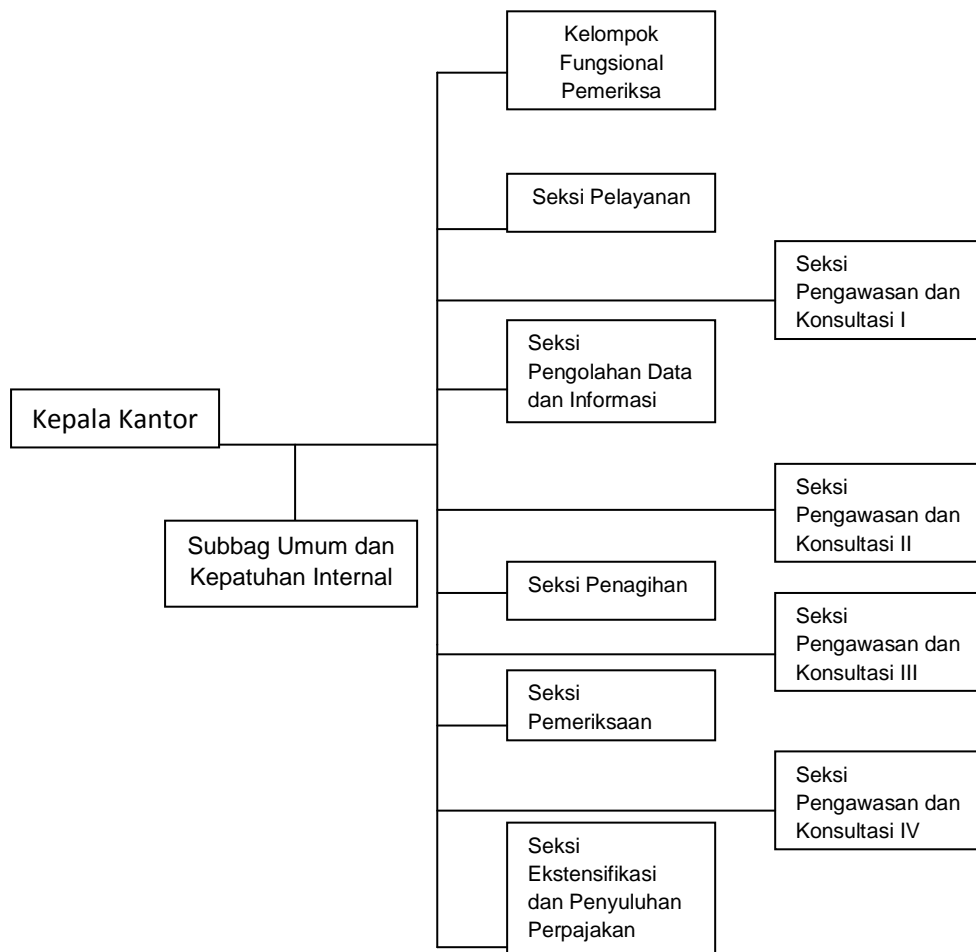 Kelompok
Fungsional
Pemeriksa
Seksi Pelayanan
Seksi
Pengawasan dan
Konsultasi I
Seksi
Pengolahan Data
dan Informasi
Kepala Kantor
Seksi
Pengawasan dan
Konsultasi II
Subbag Umum dan
Kepatuhan Internal
Seksi Penagihan
Seksi
Pengawasan dan
Konsultasi III
Seksi
Pemeriksaan
Seksi
Pengawasan dan
Konsultasi IV
Seksi
Ekstensifikasi
dan Penyuluhan
Perpajakan